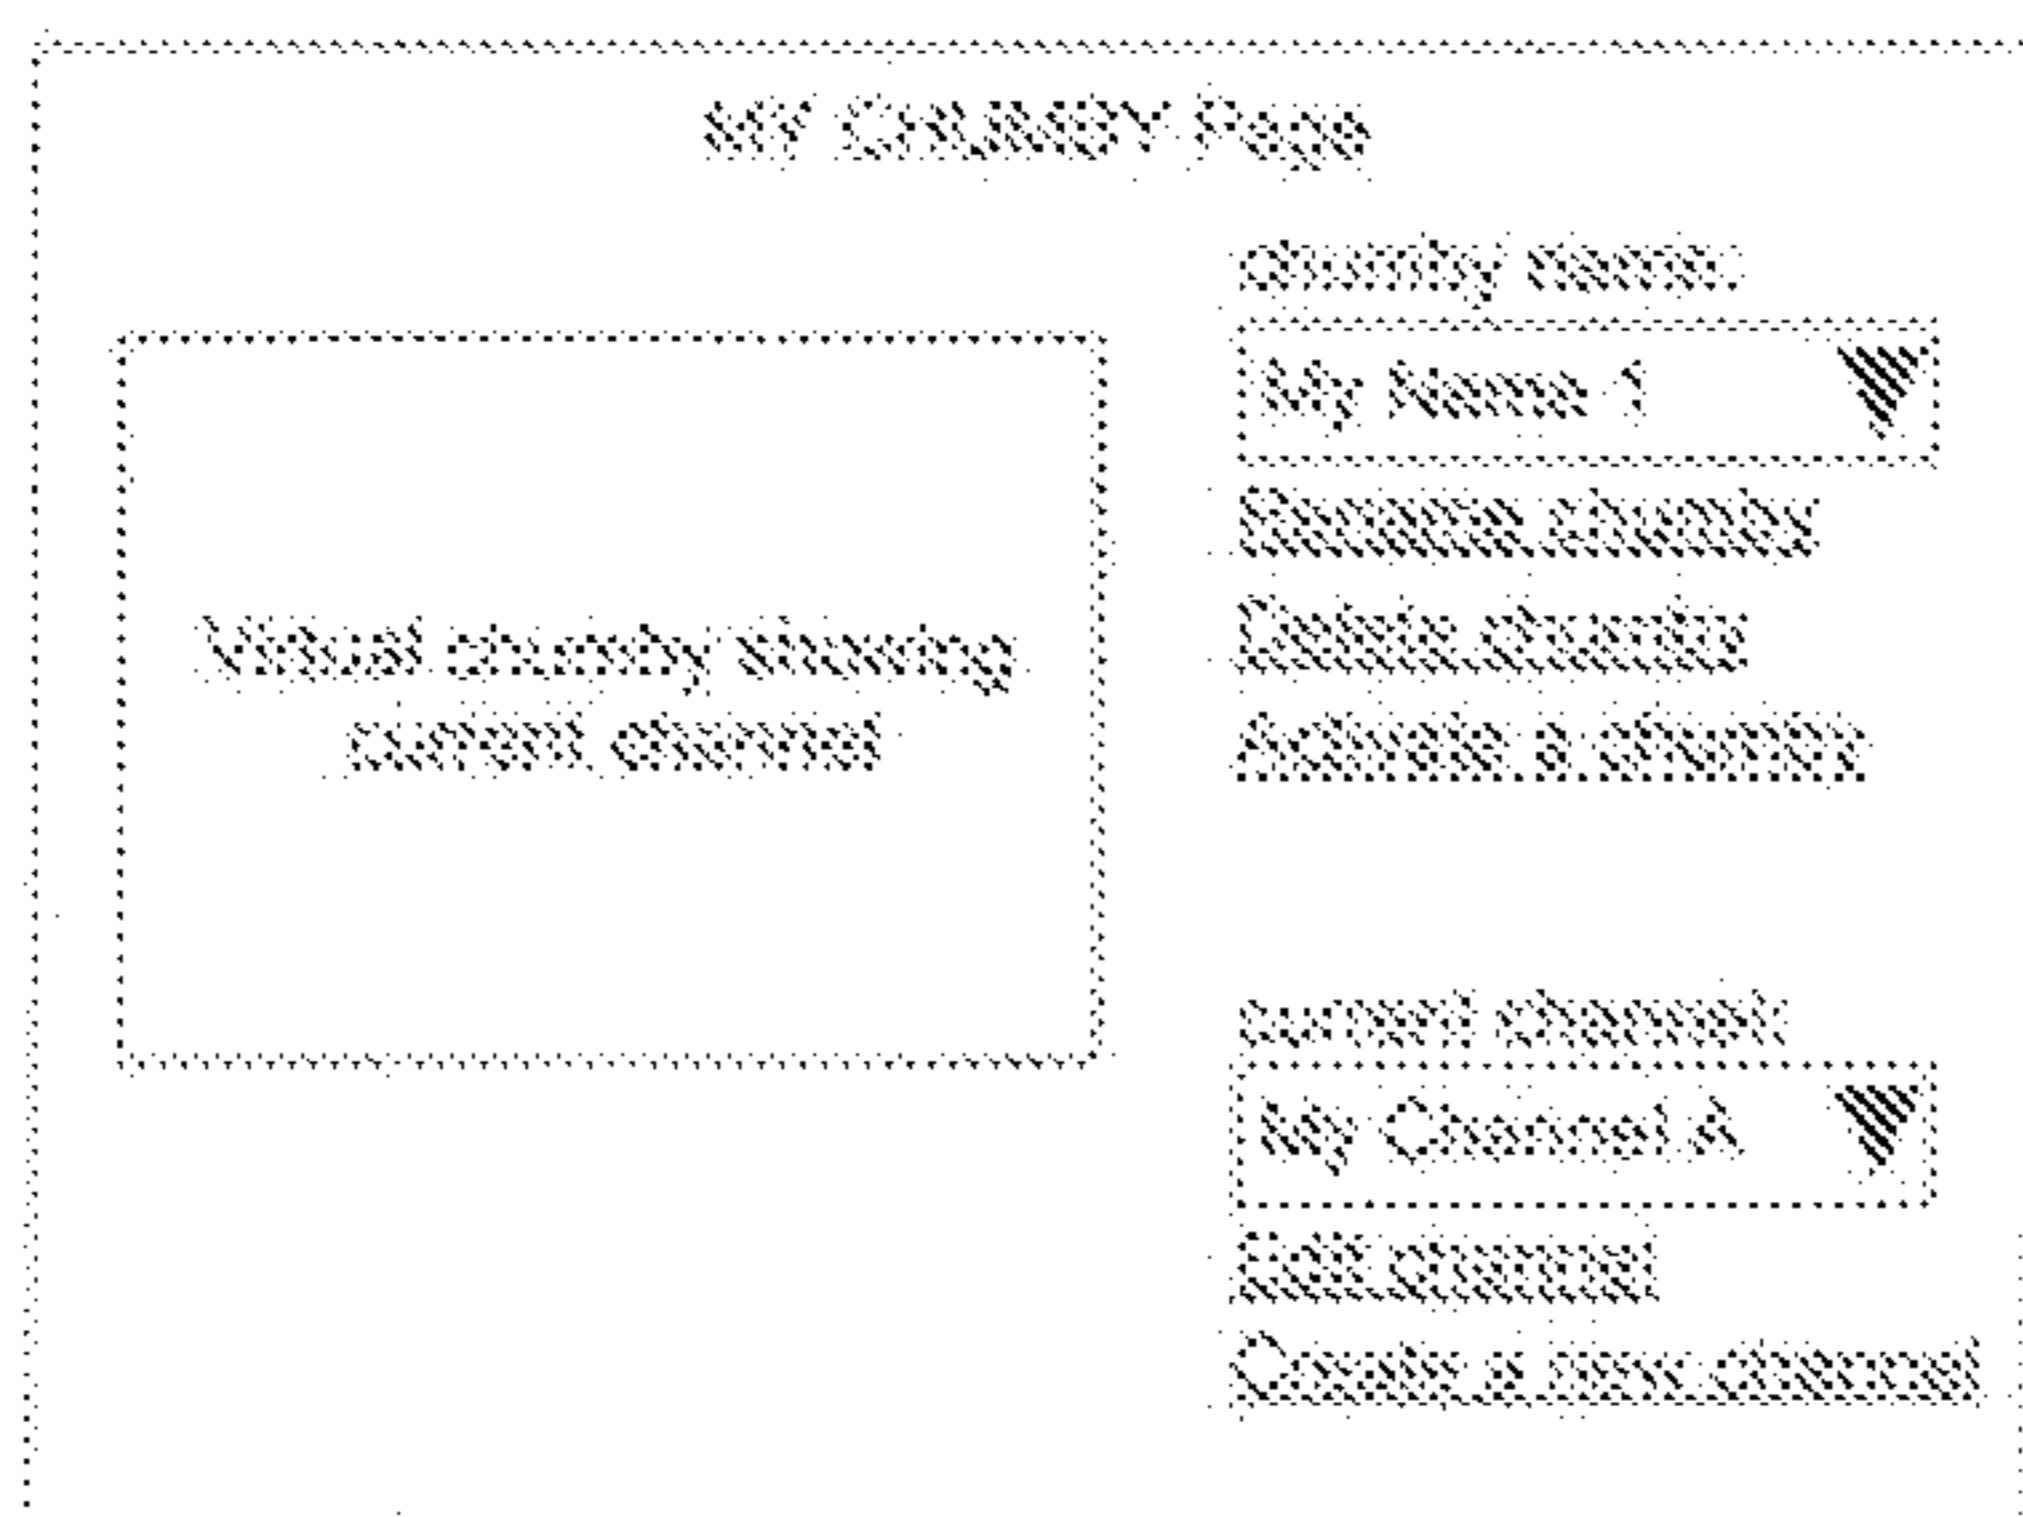 MY CHUMBY Page
chumby name:
My Name 1
Rename chumby
Delete chumby
Activate a chumby
Virtual chumby showing
current channel
current channel:
My Channel A
Edit channel
Create a new channel